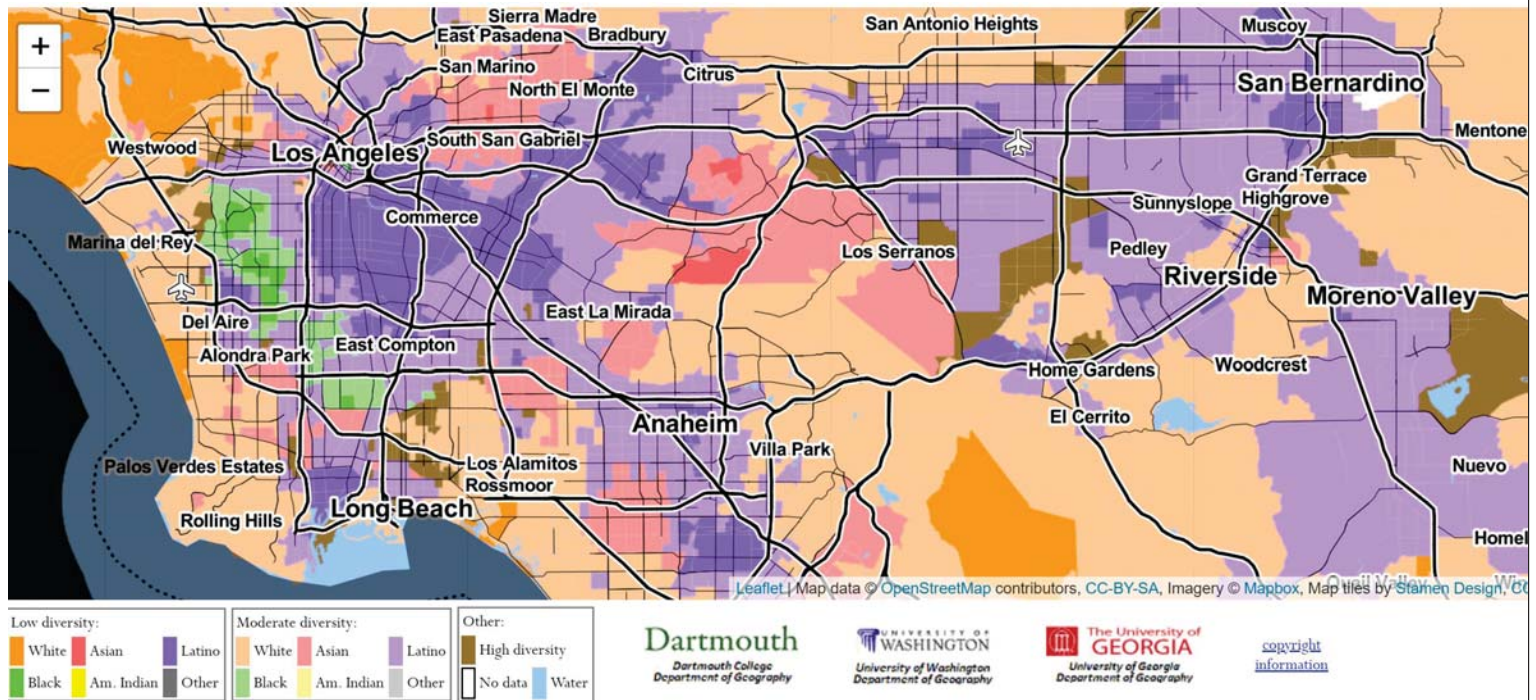 +
−
Sierra Madre
East Pasadena
Bradbury
San Antonio Heights
Muscoy
San Marino
Citrus
San Bernardino
North El Monte
Westwood
Los Angeles
South San Gabriel
Mentone
Grand Terrace
Commerce
Sunnyslope
Highgrove
Marina del Rey
Los Serranos
Pedley
Riverside
Moreno Valley
Del Aire
East La Mirada
Alondra Park
East Compton
Home Gardens
Woodcrest
Anaheim
El Cerrito
Villa Park
Palos Verdes Estates
Los Alamitos
Nuevo
Rossmoor
Rolling Hills
Long Beach
Homel
Quail Valley
Win
Leaflet | Map data © OpenStreetMap contributors, CC-BY-SA, Imagery © Mapbox, Map tiles by Stamen Design, CC
Low diversity:
White Asian Latino
Black Am. Indian Other
Moderate diversity:
White Asian Latino
Black Am. Indian Other
Other:
High diversity
No data Water
Dartmouth
Dartmouth College
Department of Geography
UNIVERSITY OF
WASHINGTON
University of Washington
Department of Geography
The University of
GEORGIA
University of Georgia
Department of Geography
copyright
information